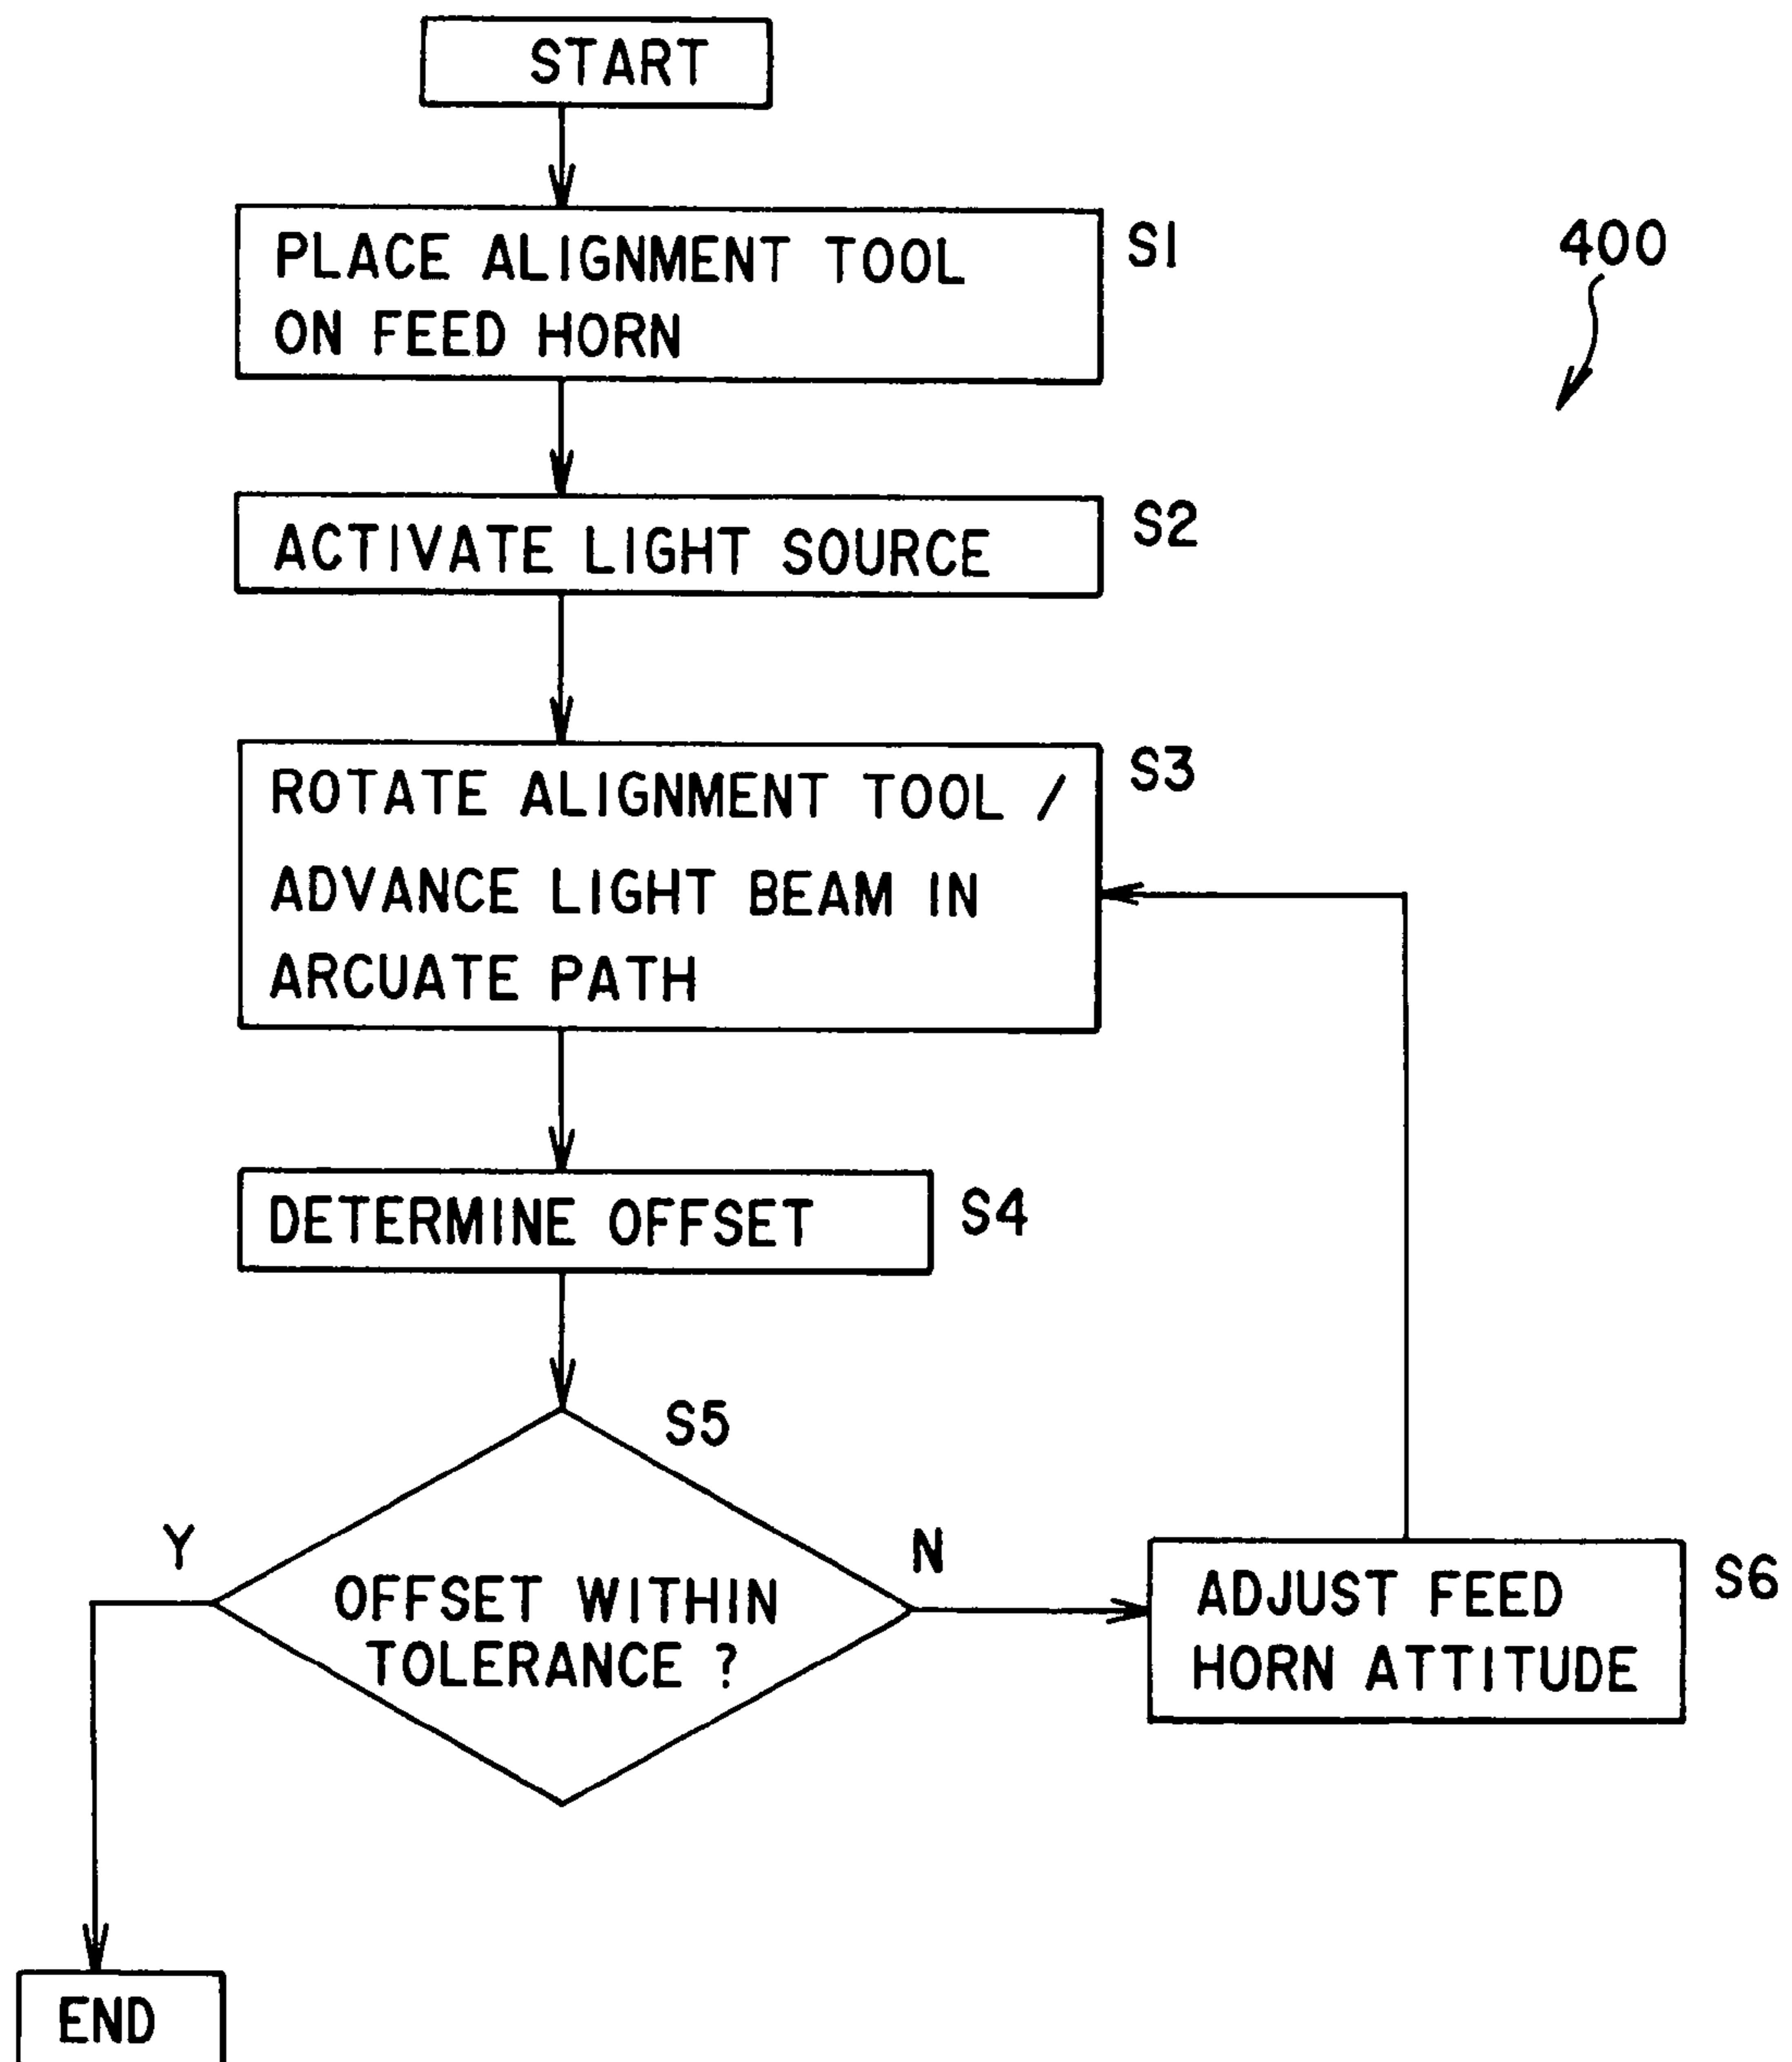 START
PLACE ALIGNMENT TOOL
ON FEED HORN
S1
400
ACTIVATE LIGHT SOURCE
S2
ROTATE ALIGNMENT TOOL /
ADVANCE LIGHT BEAM IN
ARCUATE PATH
S3
DETERMINE OFFSET
S4
S5
Y
N
OFFSET WITHIN
TOLERANCE ?
ADJUST FEED
HORN ATTITUDE
S6
END